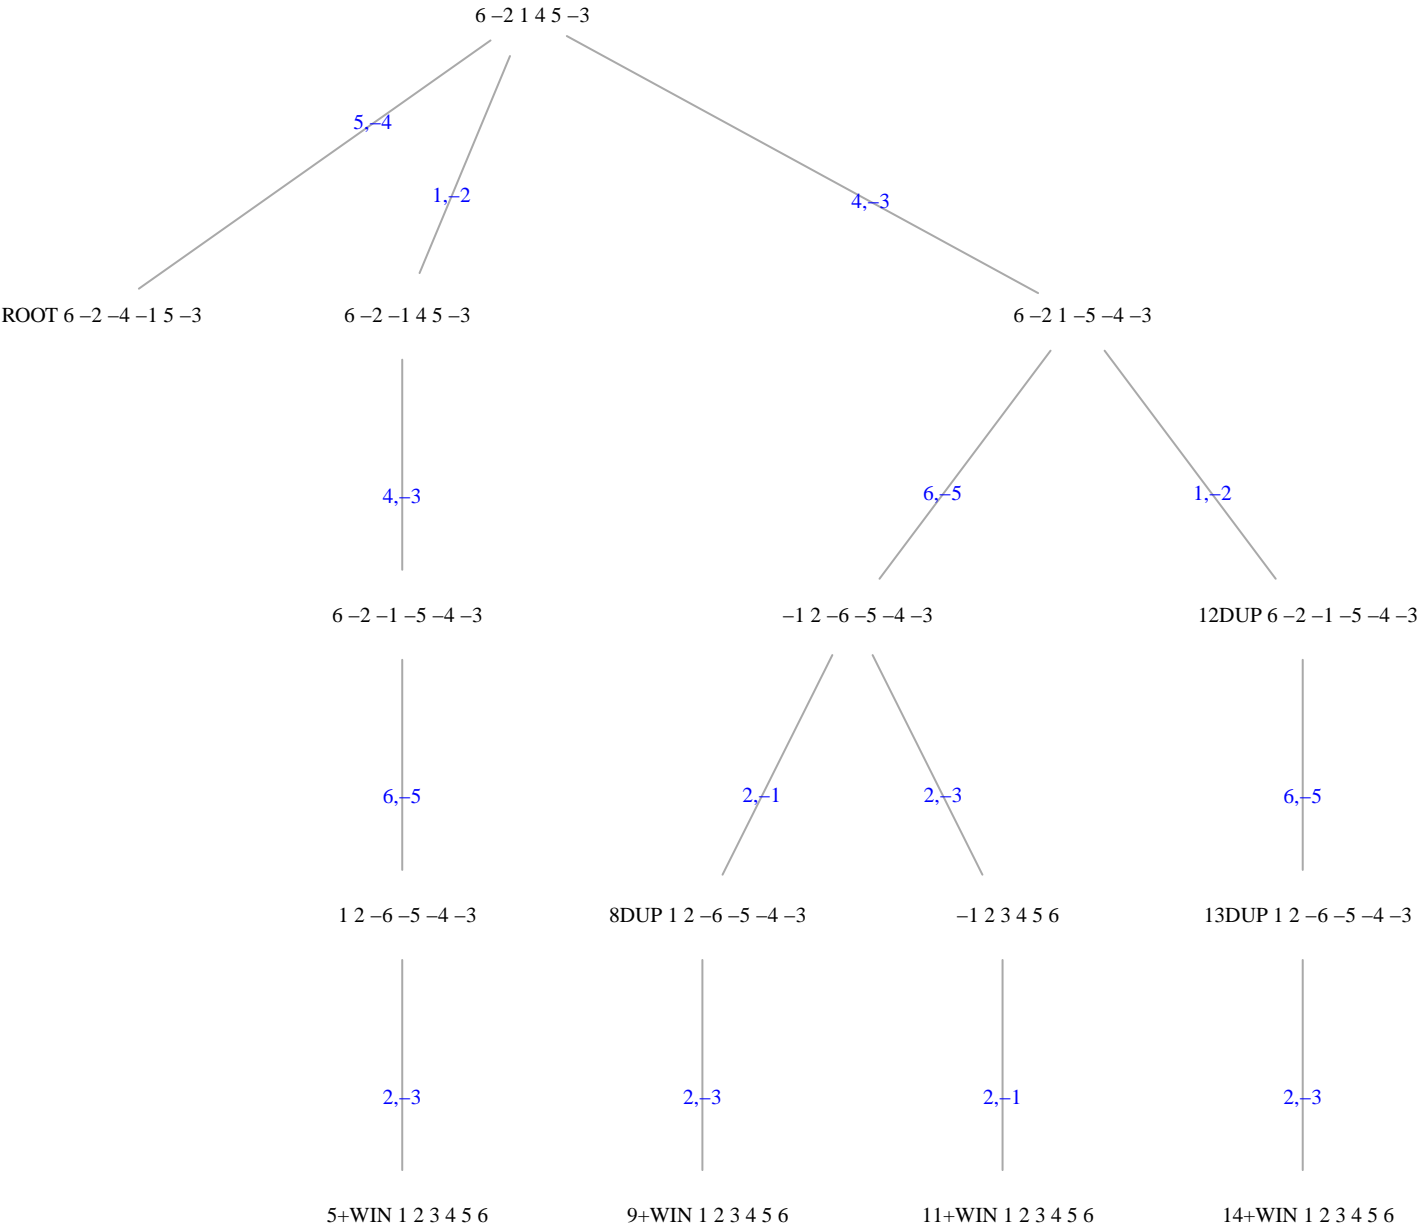 6 –2 1 4 5 –3
5,–4
1,–2
4,–3
ROOT 6 –2 –4 –1 5 –3
6 –2 –1 4 5 –3
6 –2 1 –5 –4 –3
4,–3
6,–5
1,–2
6 –2 –1 –5 –4 –3
–1 2 –6 –5 –4 –3
12DUP 6 –2 –1 –5 –4 –3
6,–5
2,–1
2,–3
6,–5
1 2 –6 –5 –4 –3
8DUP 1 2 –6 –5 –4 –3
–1 2 3 4 5 6
13DUP 1 2 –6 –5 –4 –3
2,–3
2,–3
2,–1
2,–3
5+WIN 1 2 3 4 5 6
9+WIN 1 2 3 4 5 6
11+WIN 1 2 3 4 5 6
14+WIN 1 2 3 4 5 6